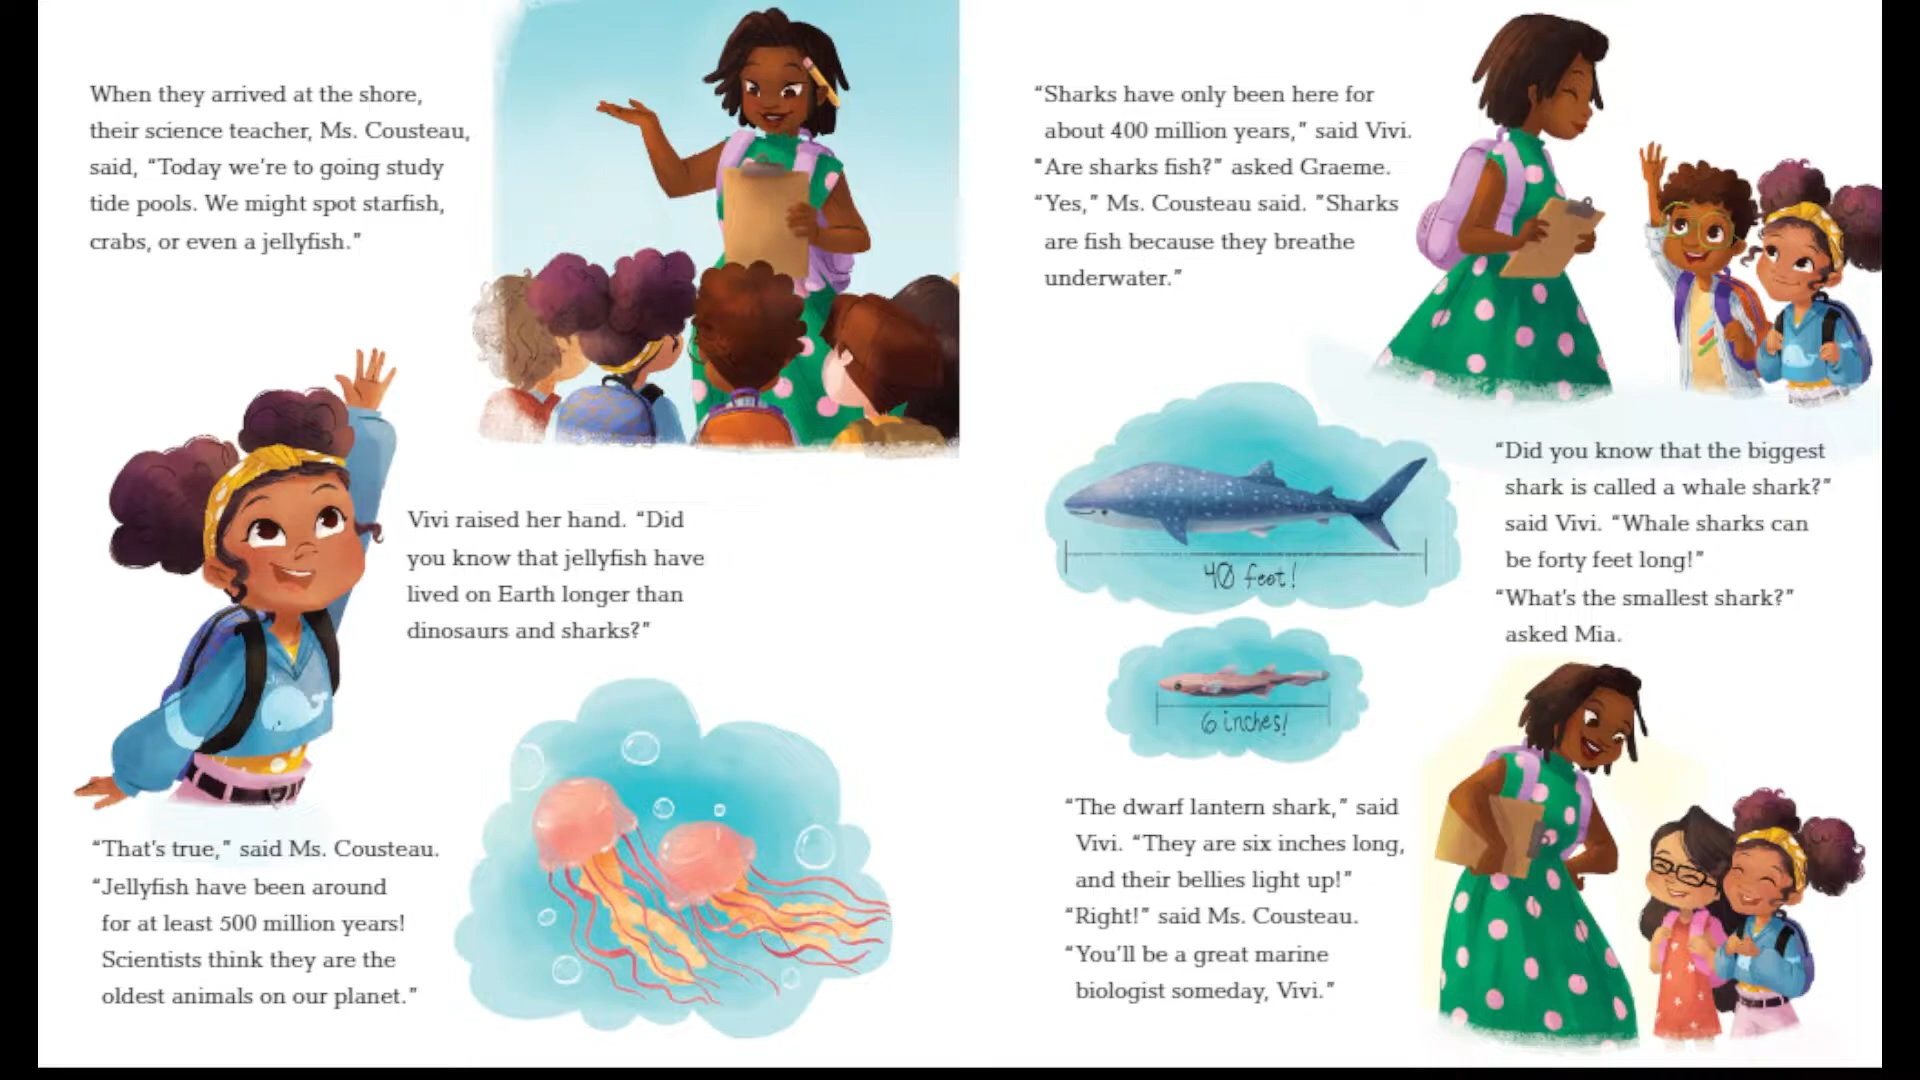 When they arrived at the shore,
their science teacher, Ms. Cousteau,
said, “Today we’re to going study
tide pools. We might spot starfish,
crabs, or even a jellyfish.”
Vivi raised her hand. “Did
you know that jellyfish have
lived on Earth longer than
dinosaurs and sharks?”
“That’s true,” said Ms. Cousteau.
“Jellyfish have been around
for at least 500 million years!
Scientists think they are the
oldest animals on our planet.”
“Sharks have only been here for
about 400 million years,” said Vivi.
“Are sharks fish?” asked Graeme.
“Yes,” Ms. Cousteau said. “Sharks
are fish because they breathe
underwater.”
40 feet!
“Did you know that the biggest
shark is called a whale shark?”
said Vivi. “Whale sharks can
be forty feet long!”
“What’s the smallest shark?”
asked Mia.
6 inches!
“The dwarf lantern shark,” said
Vivi. “They are six inches long,
and their bellies light up!”
“Right!” said Ms. Cousteau.
“You’ll be a great marine
biologist someday, Vivi.”